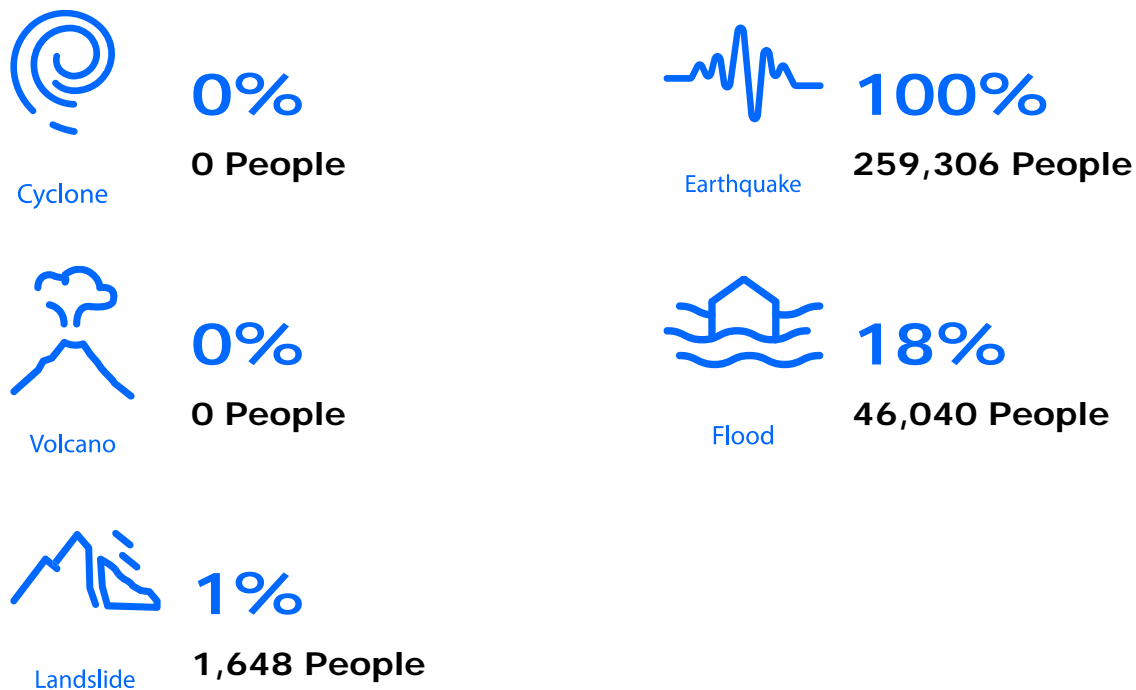 0%
0 People
Cyclone
100%
259,306 People
Earthquake
0%
0 People
Volcano
18%
46,040 People
Flood
1%
1,648 People
Landslide